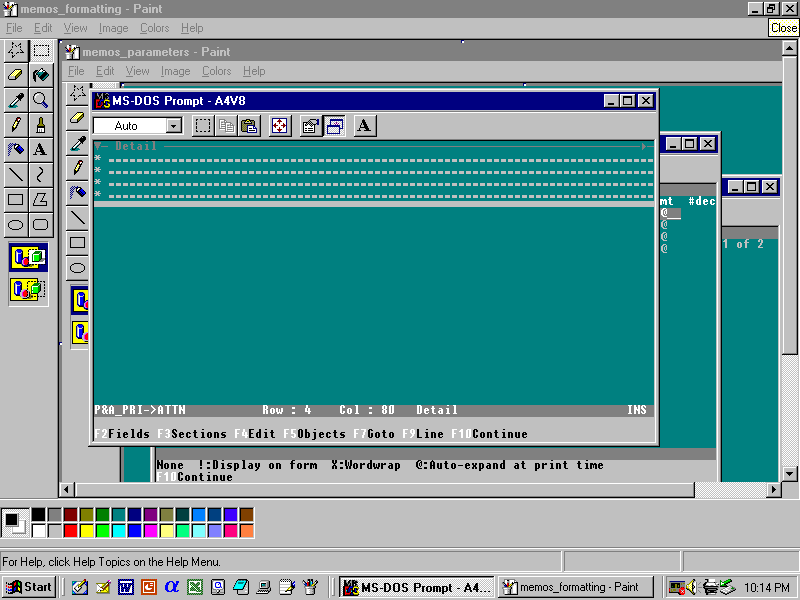 memos_formatting - Paint
File Edit View Image Colors Help
Close
memos_parameters - Paint
File Edit View Image Colors Help
MS-DOS Prompt - A4V8
Auto
A
Detail
* ==============================================================================
* ==============================================================================
* ==============================================================================
* ==============================================================================
mt #dec
@
@
@
@
1 of 2
P&A_PRI->ATTN Row : 4 Col : 80 Detail INS
F2Fields F3Sections F4Edit F5Objects F7Goto F9Line F10Continue
None !:Display on form X:Wordwrap @:Auto-expand at print time
F10Continue
For Help, click Help Topics on the Help Menu.
Start MS-DOS Prompt - A4... memos_formatting - Paint 10:14 PM